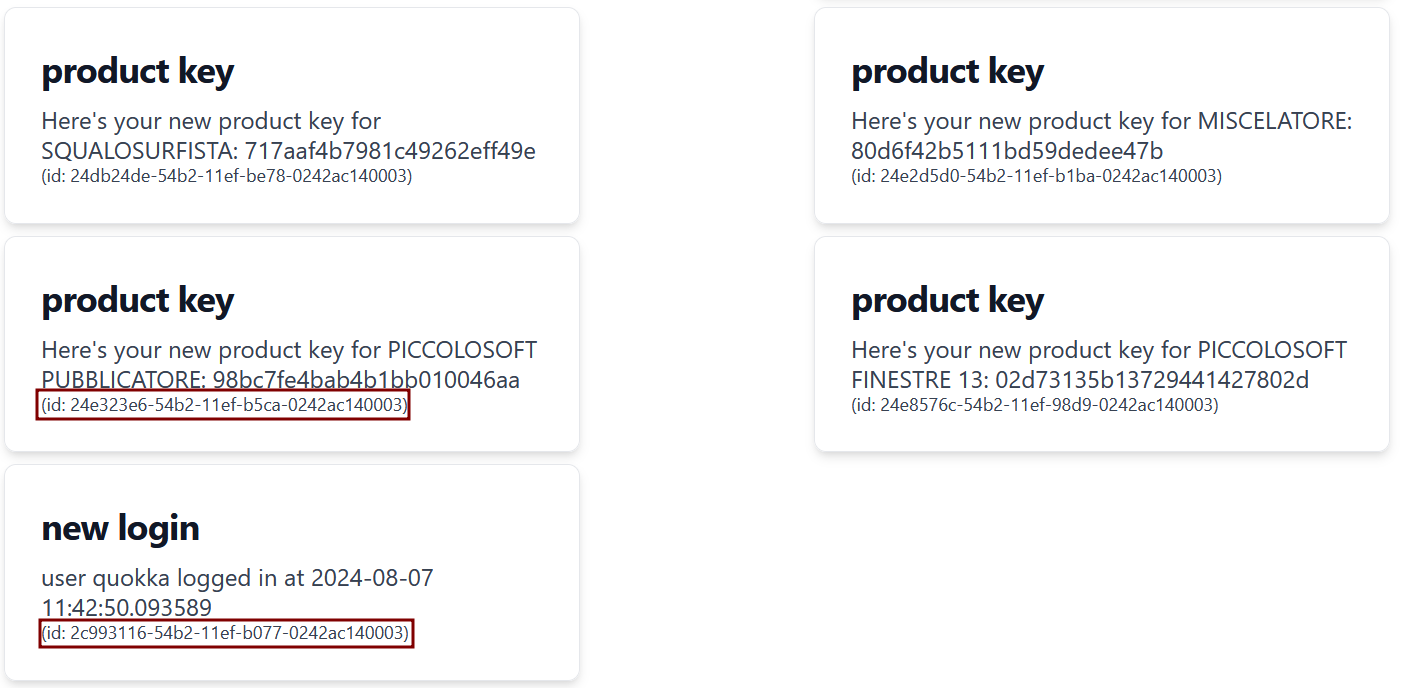 product key
Here's your new product key for
SQUALOSURFISTA: 717aaf4b7981c49262eff49e
(id: 24db24de-54b2-11ef-be78-0242ac140003)
product key
Here's your new product key for MISCELATORE:
80d6f42b5111bd59dedee47b
(id: 24e2d5d0-54b2-11ef-b1ba-0242ac140003)
product key
Here's your new product key for PICCOLOSOFT
PUBBLICATORE: 98bc7fe4bab4b1bb010046aa
(id: 24e323e6-54b2-11ef-b5ca-0242ac140003)
product key
Here's your new product key for PICCOLOSOFT
FINESTRE 13: 02d73135b13729441427802d
(id: 24e8576c-54b2-11ef-98d9-0242ac140003)
new login
user quokka logged in at 2024-08-07
11:42:50.093589
(id: 2c993116-54b2-11ef-b077-0242ac140003)